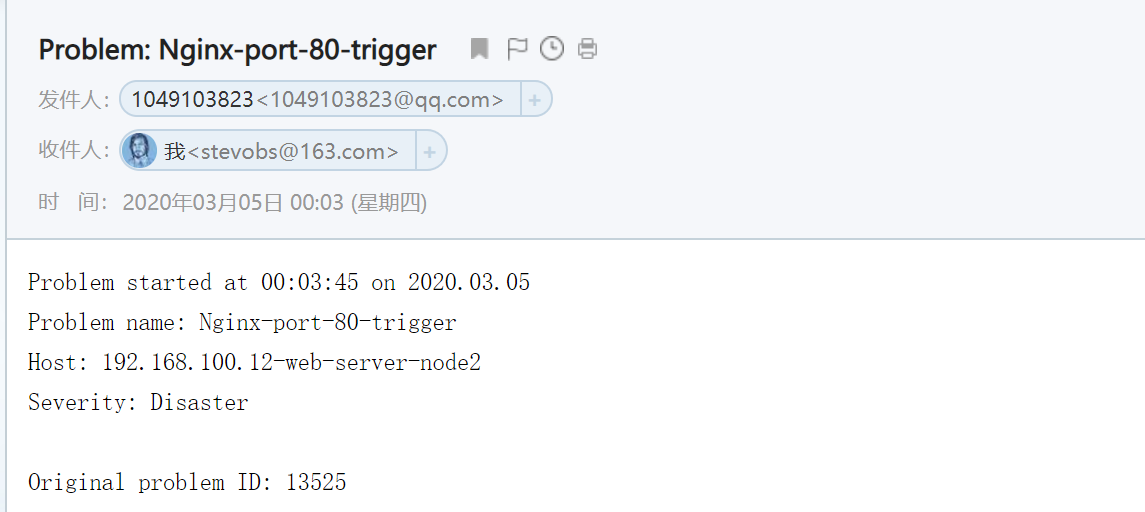 Problem: Nginx-port-80-trigger
发件人： 1049103823<1049103823@qq.com> +
收件人： 我<stevobs@163.com> +
时 间： 2020年03月05日 00:03 (星期四)
Problem started at 00:03:45 on 2020.03.05
Problem name: Nginx-port-80-trigger
Host: 192.168.100.12-web-server-node2
Severity: Disaster
Original problem ID: 13525